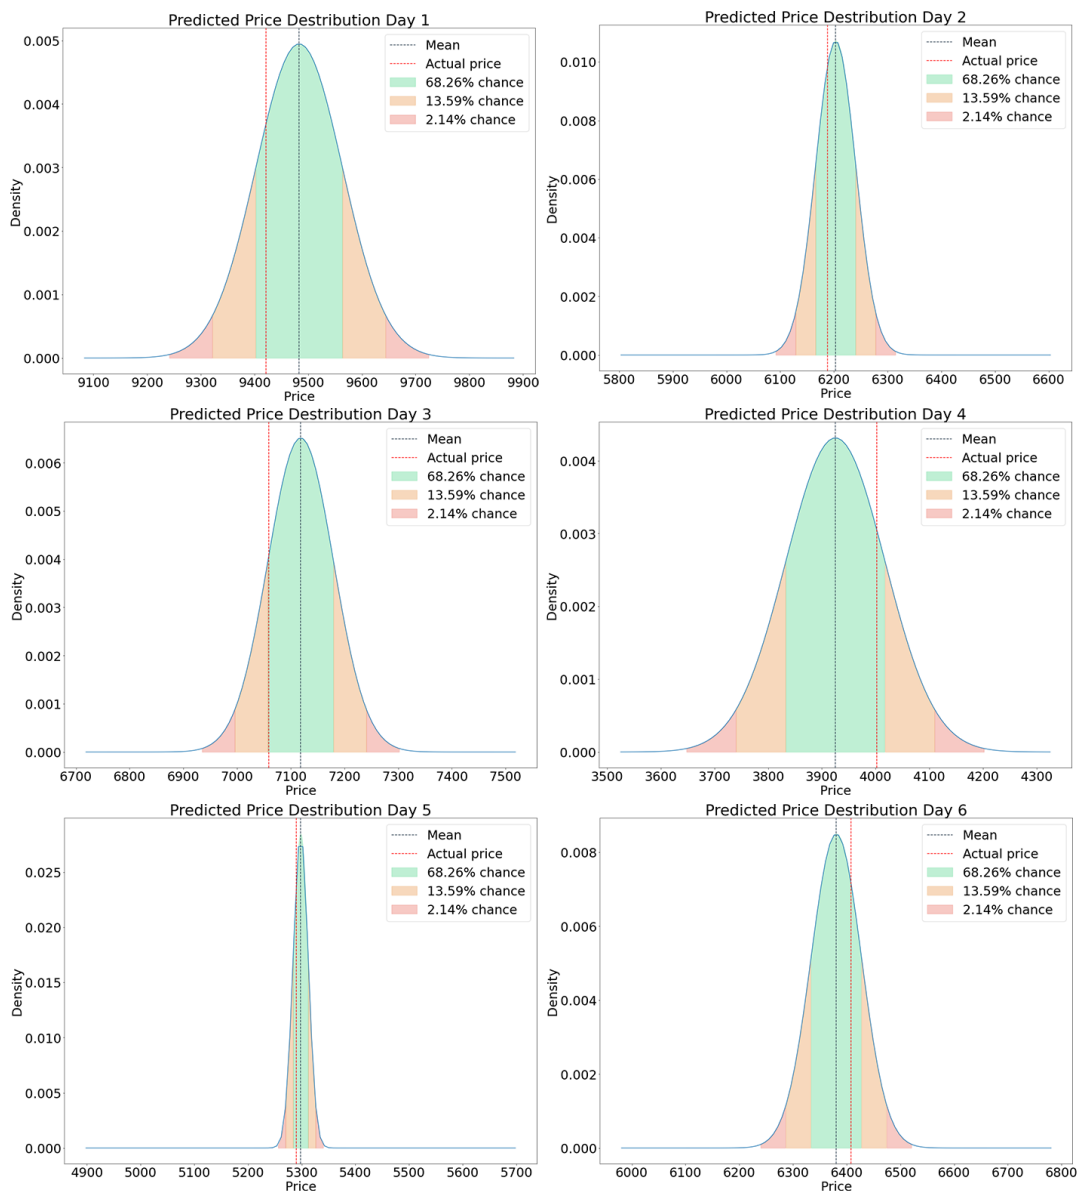 Predicted Price Destribution Day 1
Mean
Actual price
68.26% chance
13.59% chance
2.14% chance
0.005
0.004
0.003
0.002
0.001
0.000
Density
9100 9200 9300 9400 9500 9600 9700 9800 9900
Price
Predicted Price Destribution Day 2
Mean
Actual price
68.26% chance
13.59% chance
2.14% chance
0.010
0.008
0.006
0.004
0.002
0.000
Density
5800 5900 6000 6100 6200 6300 6400 6500 6600
Price
Predicted Price Destribution Day 3
Mean
Actual price
68.26% chance
13.59% chance
2.14% chance
0.006
0.005
0.004
0.003
0.002
0.001
0.000
Density
6700 6800 6900 7000 7100 7200 7300 7400 7500
Price
Predicted Price Destribution Day 4
Mean
Actual price
68.26% chance
13.59% chance
2.14% chance
0.004
0.003
0.002
0.001
0.000
Density
3500 3600 3700 3800 3900 4000 4100 4200 4300
Price
Predicted Price Destribution Day 5
Mean
Actual price
68.26% chance
13.59% chance
2.14% chance
0.025
0.020
0.015
0.010
0.005
0.000
Density
4900 5000 5100 5200 5300 5400 5500 5600 5700
Price
Predicted Price Destribution Day 6
Mean
Actual price
68.26% chance
13.59% chance
2.14% chance
0.008
0.006
0.004
0.002
0.000
Density
6000 6100 6200 6300 6400 6500 6600 6700 6800
Price